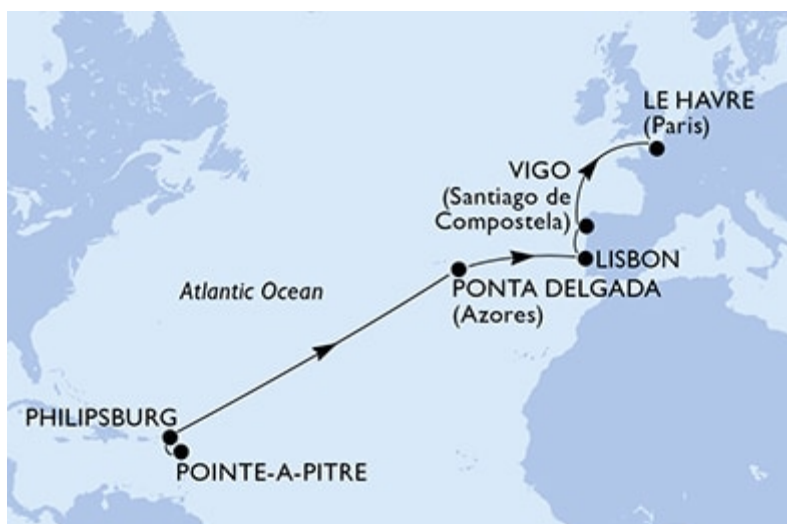 LE HAVRE
(Paris)
VIGO
(Santiago de
Compostela)
LISBON
PONTA DELGADA
(Azores)
Atlantic Ocean
PHILIPSBURG
POINTE-A-PITRE